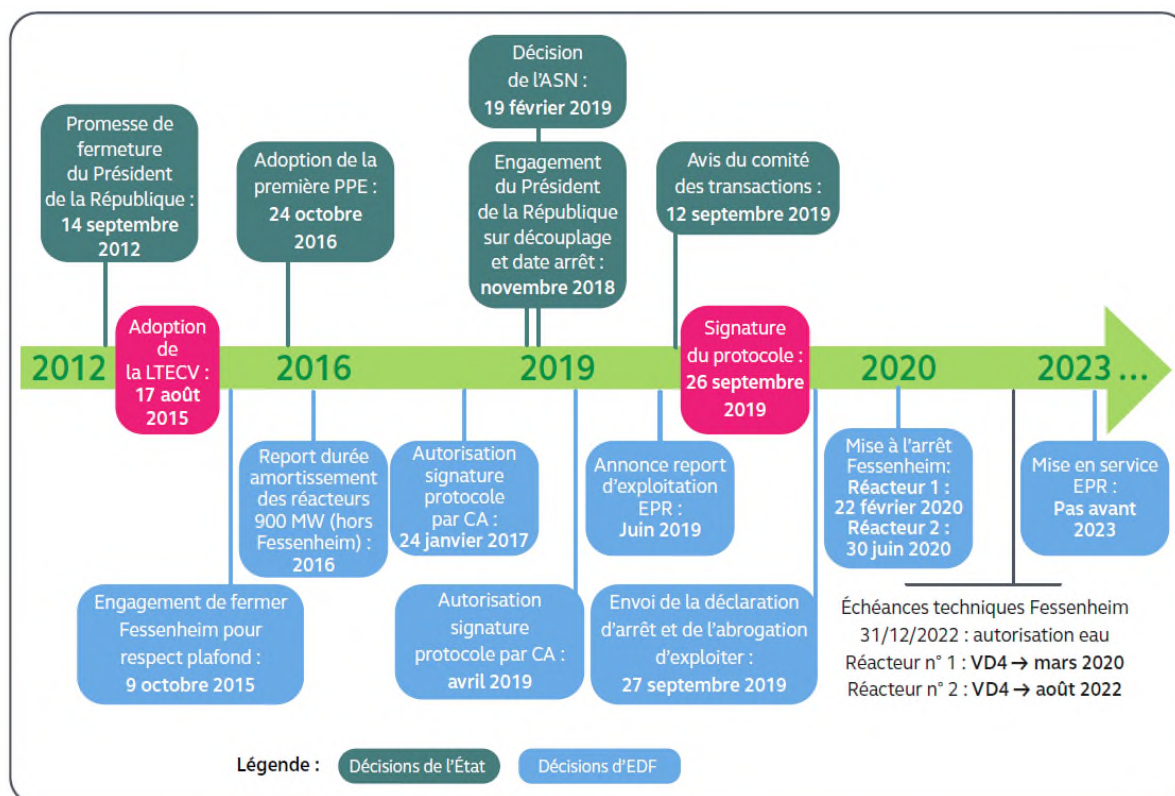 Décision
de l'ASN :
19 février 2019
Promesse de
fermeture
du Président
de la République :
14 septembre
2012
Adoption de la
première PPE :
24 octobre
2016
Engagement
du Président
de la République
sur découplage
et date arrêt :
novembre 2018
Avis du comité
des transactions :
12 septembre 2019
2012
Adoption
de
la LTECV :
17 août
2015
2016
2019
Signature
du protocole :
26 septembre
2019
2020
2023 ...
Report durée
amortissement
des réacteurs
900 MW (hors
Fessenheim) :
2016
Autorisation
signature
protocole
par CA :
24 janvier 2017
Annonce report
d'exploitation
EPR :
Juin 2019
Mise à l'arrêt
Fessenheim:
Réacteur 1 :
22 février 2020
Réacteur 2 :
30 juin 2020
Mise en service
EPR :
Pas avant
2023
Engagement de fermer
Fessenheim pour
respect plafond :
9 octobre 2015
Autorisation
signature
protocole par CA :
avril 2019
Envoi de la déclaration
d'arrêt et de l'abrogation
d'exploiter :
27 septembre 2019
Échéances techniques Fessenheim
31/12/2022 : autorisation eau
Réacteur n° 1 : VD4 → mars 2020
Réacteur n° 2 : VD4 → août 2022
Légende :
Décisions de l'État
Décisions d'EDF